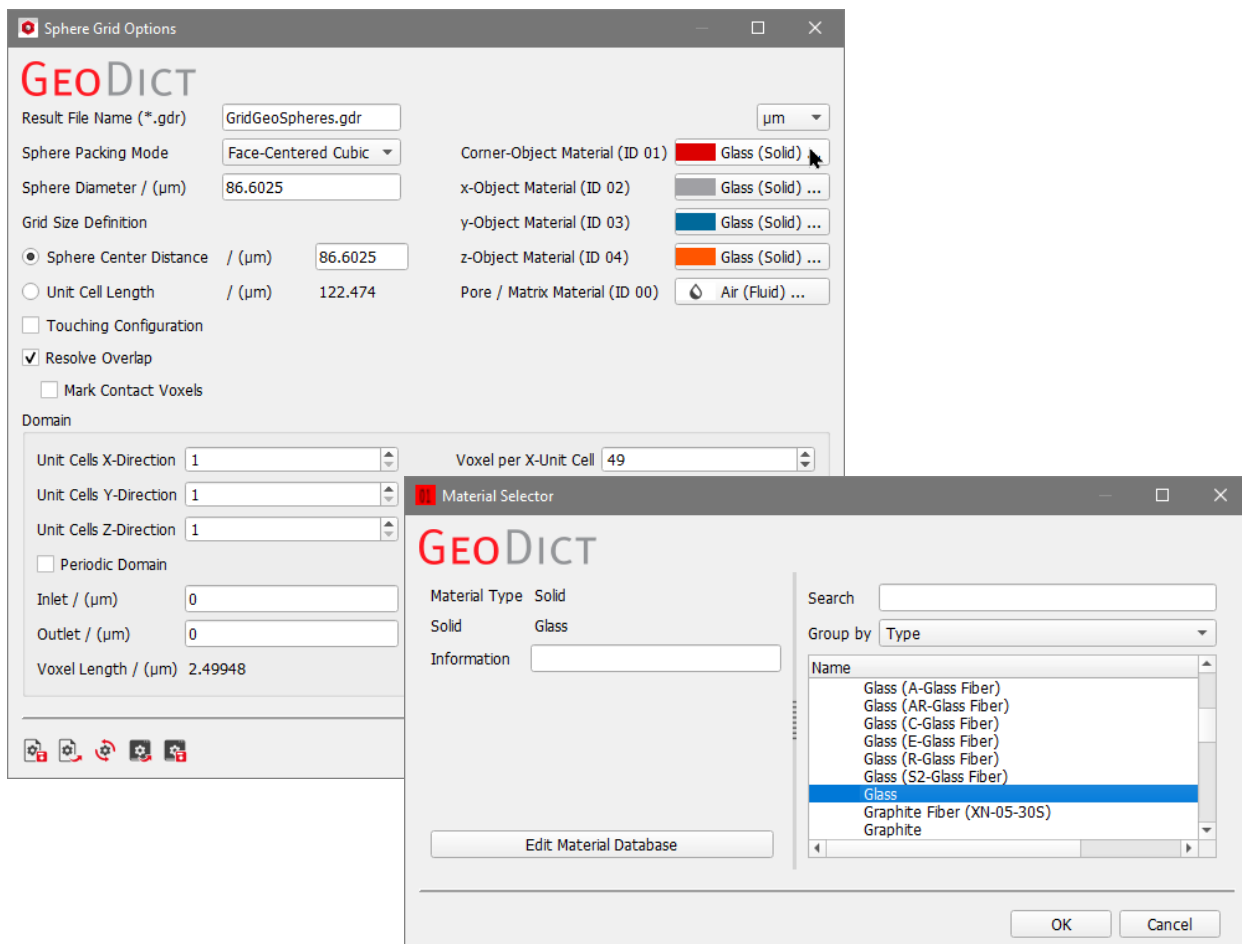 Sphere Grid Options
GEODICT
Result File Name (*.gdr) GridGeoSpheres.gdr µm
Sphere Packing Mode Face-Centered Cubic Corner-Object Material (ID 01) Glass (Solid) ...
Sphere Diameter / (µm) 86.6025 x-Object Material (ID 02) Glass (Solid) ...
Grid Size Definition y-Object Material (ID 03) Glass (Solid) ...
Sphere Center Distance / (µm) 86.6025 z-Object Material (ID 04) Glass (Solid) ...
Unit Cell Length / (µm) 122.474 Pore / Matrix Material (ID 00) Air (Fluid) ...
Touching Configuration
Resolve Overlap
Mark Contact Voxels
Domain
Unit Cells X-Direction 1 Voxel per X-Unit Cell 49
Unit Cells Y-Direction 1
Unit Cells Z-Direction 1
Periodic Domain
Inlet / (µm) 0
Outlet / (µm) 0
Voxel Length / (µm) 2.49948
01 Material Selector
GEODICT
Material Type Solid
Solid Glass
Information
Edit Material Database
Search
Group by Type
Name
Glass (A-Glass Fiber)
Glass (AR-Glass Fiber)
Glass (C-Glass Fiber)
Glass (E-Glass Fiber)
Glass (R-Glass Fiber)
Glass (S2-Glass Fiber)
Glass
Graphite Fiber (XN-05-30S)
Graphite
OK Cancel